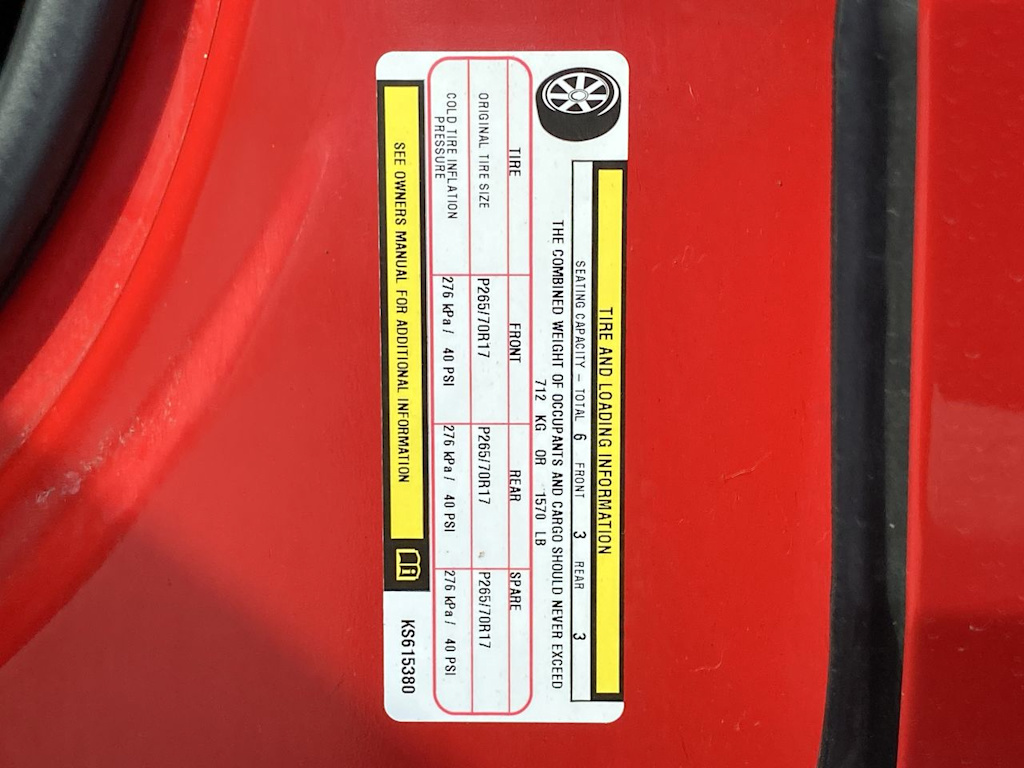 TIRE AND LOADING INFORMATION
SEATING CAPACITY – TOTAL 6 FRONT 3 REAR 3
THE COMBINED WEIGHT OF OCCUPANTS AND CARGO SHOULD NEVER EXCEED
712 KG OR 1570 LB
TIRE FRONT REAR SPARE
ORIGINAL TIRE SIZE P265/70R17 P265/70R17 P265/70R17
COLD TIRE INFLATION PRESSURE 276 kPa / 40 PSI 276 kPa / 40 PSI 276 kPa / 40 PSI
SEE OWNERS MANUAL FOR ADDITIONAL INFORMATION
KS615380